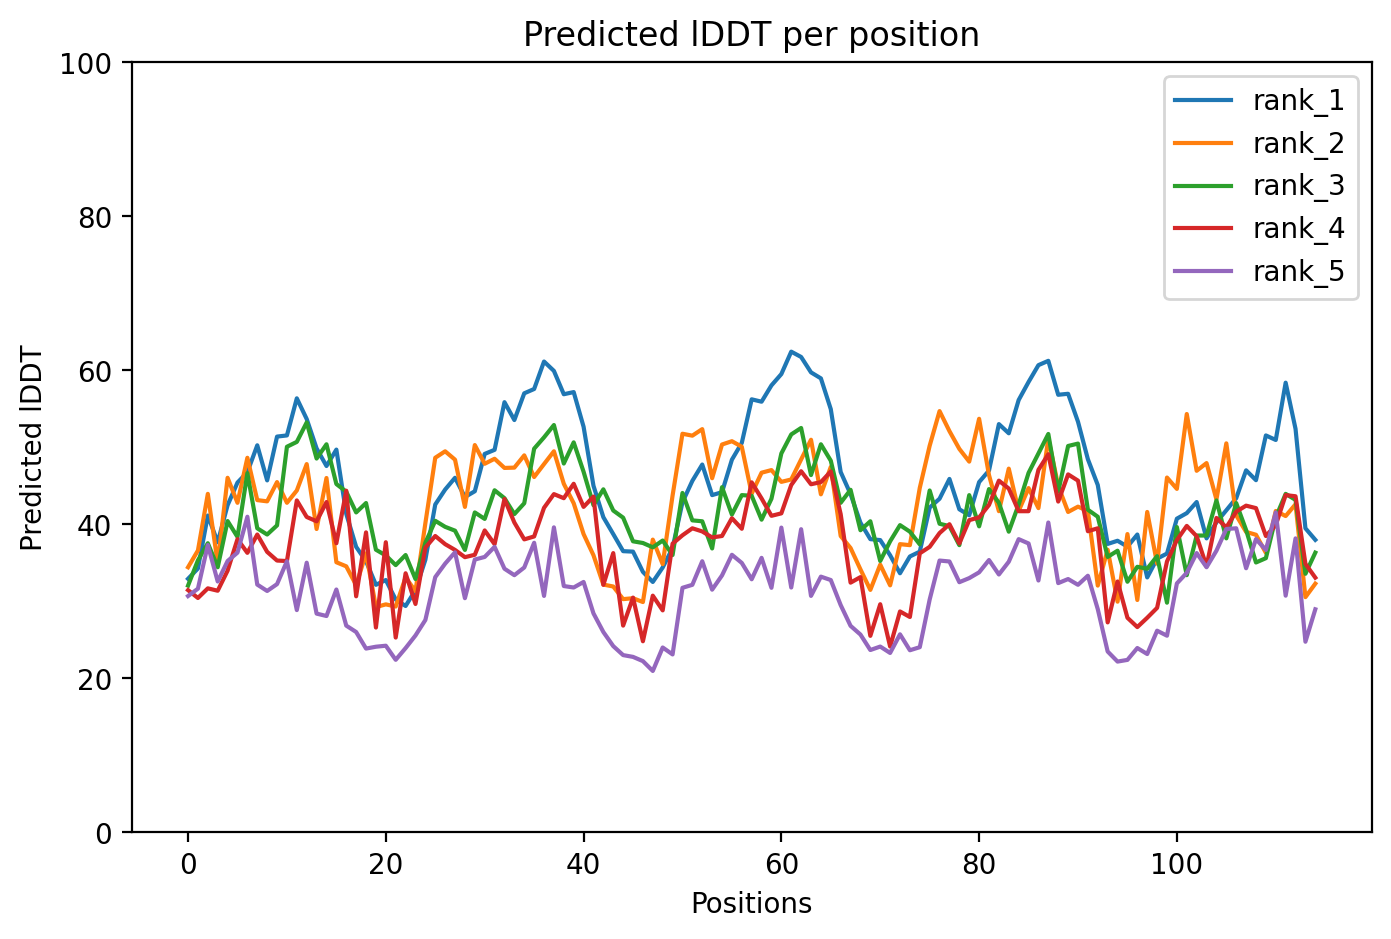 Predicted lDDT per position
100
80
60
40
20
0
Predicted lDDT
0 20 40 60 80 100
Positions
rank_1
rank_2
rank_3
rank_4
rank_5